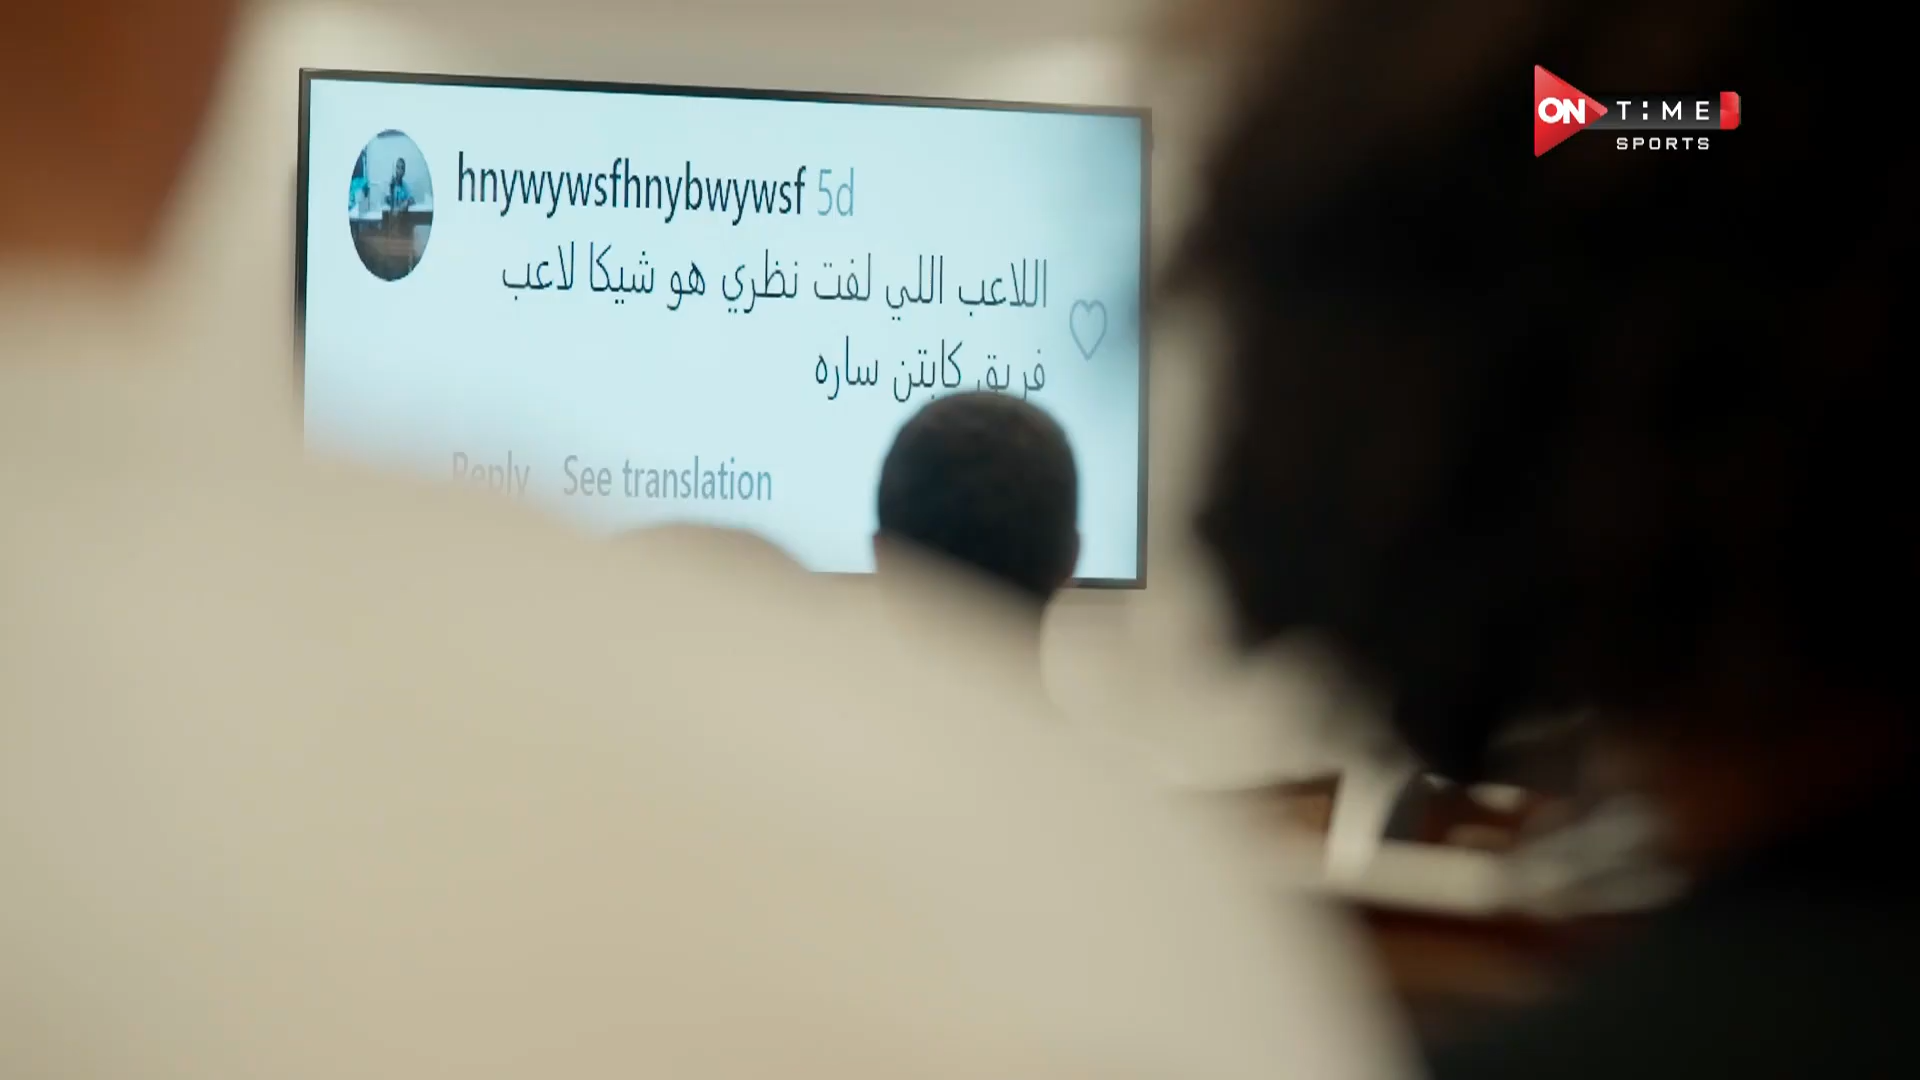 hnywywsfhnybwywsf 5d
اللاعب اللي لفت نظري هو شيكا لاعب
فريق كابتن ساره
Reply See translation
ON TIME
SPORTS